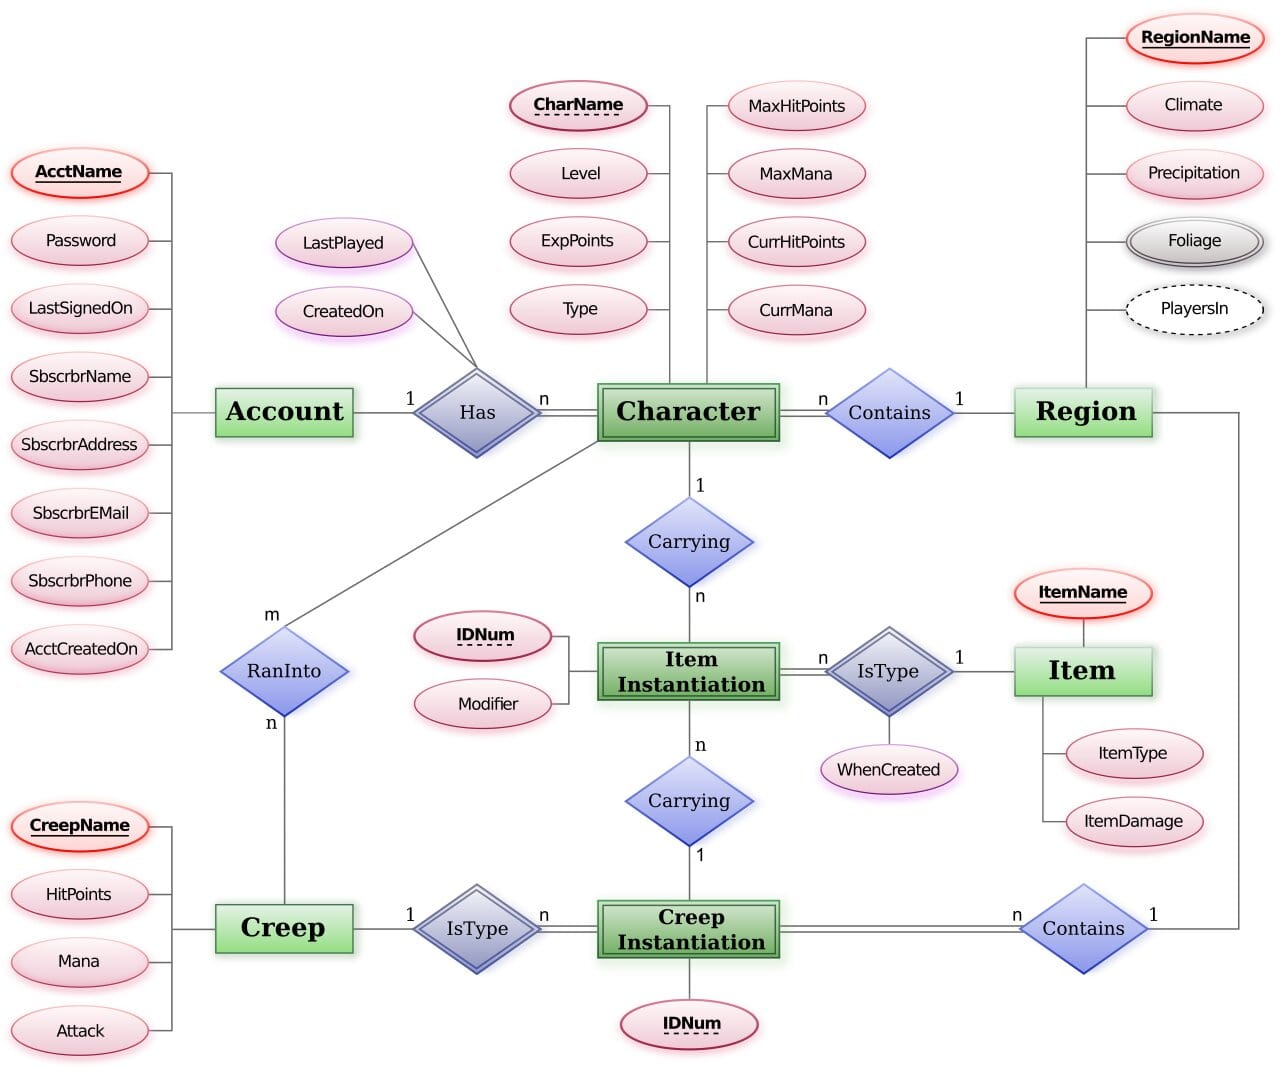 RegionName
Climate
Precipitation
Foliage
PlayersIn
CharName
Level
ExpPoints
Type
MaxHitPoints
MaxMana
CurrHitPoints
CurrMana
AcctName
Password
LastSignedOn
SbscrbrName
SbscrbrAddress
SbscrbrEMail
SbscrbrPhone
AcctCreatedOn
LastPlayed
CreatedOn
Account
1
Has
n
Character
n
Contains
1
Region
1
Carrying
n
m
RanInto
n
IDNum
Modifier
Item
Instantiation
n
IsType
1
Item
ItemName
WhenCreated
ItemType
ItemDamage
n
Carrying
1
CreepName
HitPoints
Mana
Attack
Creep
1
IsType
n
Creep
Instantiation
n
Contains
1
IDNum